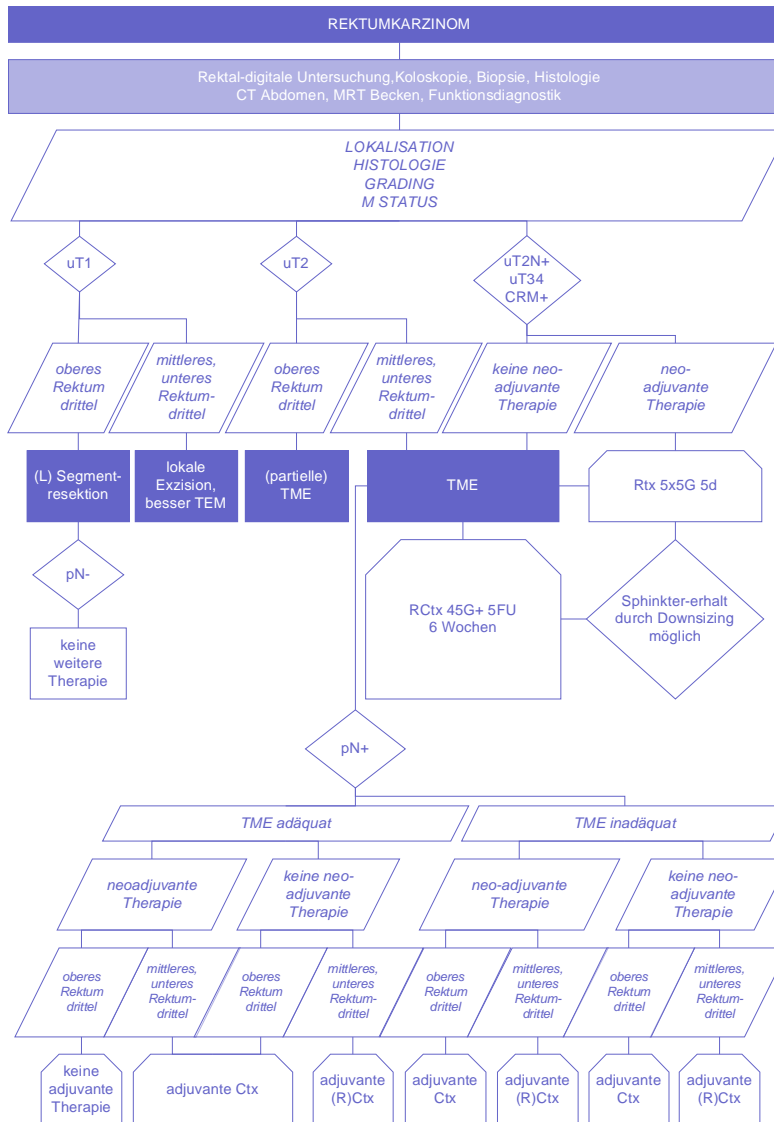 REKTUMKARZINOM
Rektal-digitale Untersuchung,Koloskopie, Biopsie, Histologie
CT Abdomen, MRT Becken, Funktionsdiagnostik
LOKALISATION
HISTOLOGIE
GRADING
M STATUS
uT1
uT2
uT2N+
uT34
CRM+
oberes
Rektum
drittel
mittleres,
unteres
Rektum-
drittel
oberes
Rektum
drittel
mittleres,
unteres
Rektum-
drittel
keine neo-
adjuvante
Therapie
neo-
adjuvante
Therapie
(L) Segment-
resektion
lokale
Exzision,
besser TEM
(partielle)
TME
TME
Rtx 5x5G 5d
pN-
RCtx 45G+ 5FU
6 Wochen
Sphinkter-erhalt
durch Downsizing
möglich
keine
weitere
Therapie
pN+
TME adäquat
TME inadäquat
neoadjuvante
Therapie
keine neo-
adjuvante
Therapie
neo-adjuvante
Therapie
keine neo-
adjuvante
Therapie
oberes
Rektum
drittel
mittleres,
unteres
Rektum-
drittel
oberes
Rektum
drittel
mittleres,
unteres
Rektum-
drittel
oberes
Rektum
drittel
mittleres,
unteres
Rektum-
drittel
oberes
Rektum
drittel
mittleres,
unteres
Rektum-
drittel
keine
adjuvante
Therapie
adjuvante Ctx
adjuvante
(R)Ctx
adjuvante
Ctx
adjuvante
(R)Ctx
adjuvante
Ctx
adjuvante
(R)Ctx